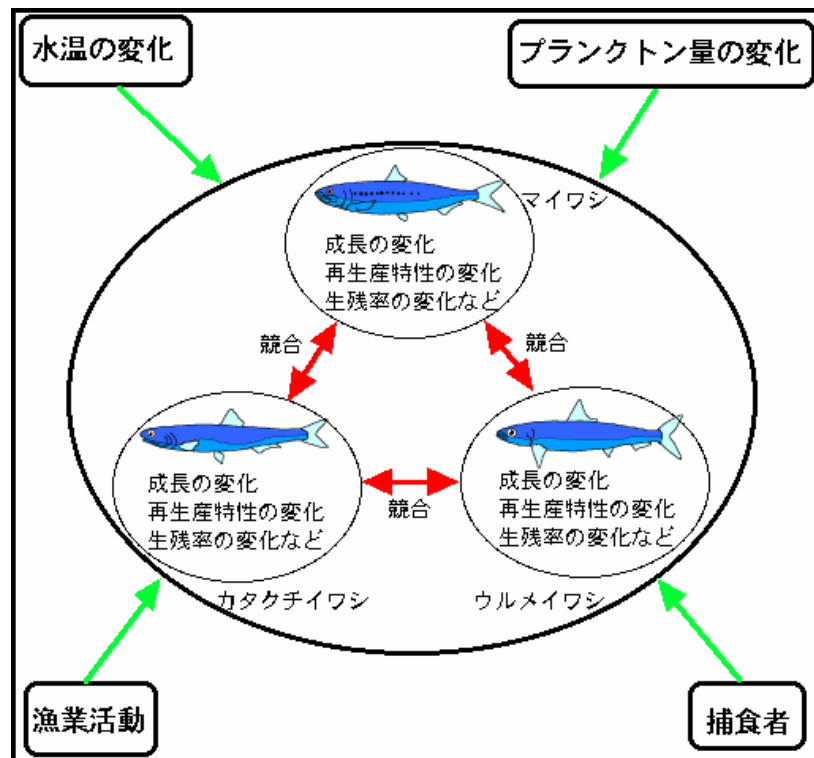 水温の変化
プランクトン量の変化
マイワシ
成長の変化
再生産特性の変化
生残率の変化など
競合
競合
成長の変化
再生産特性の変化
生残率の変化など
競合
成長の変化
再生産特性の変化
生残率の変化など
カタクチイワシ
ウルメイワシ
漁業活動
捕食者